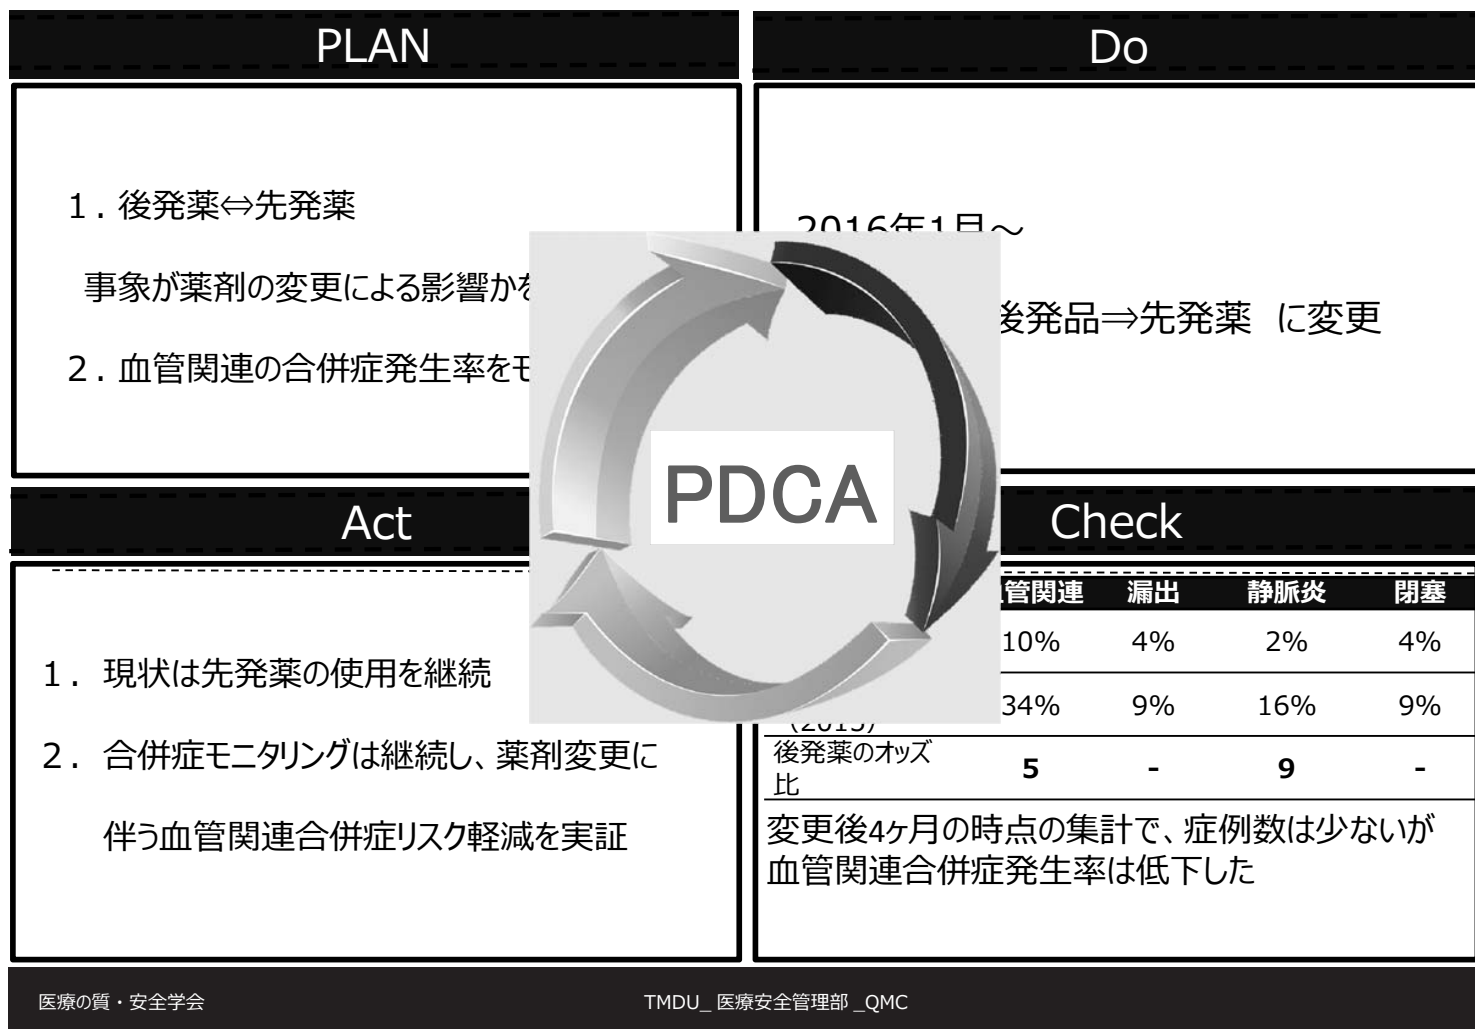 PLAN
1．後発薬⇔先発薬
事象が薬剤の変更による影響かを
2．血管関連の合併症発生率をモ
Do
2016年1月～
後発品⇒先発薬 に変更
PDCA
Act
1． 現状は先発薬の使用を継続
2． 合併症モニタリングは継続し、薬剤変更に
伴う血管関連合併症リスク軽減を実証
Check
管関連 漏出 静脈炎 閉塞
10% 4% 2% 4%
34% 9% 16% 9%
(2015)
後発薬のオッズ
比 5 - 9 -
変更後4ヶ月の時点の集計で、症例数は少ないが
血管関連合併症発生率は低下した
医療の質・安全学会 TMDU_ 医療安全管理部 _QMC